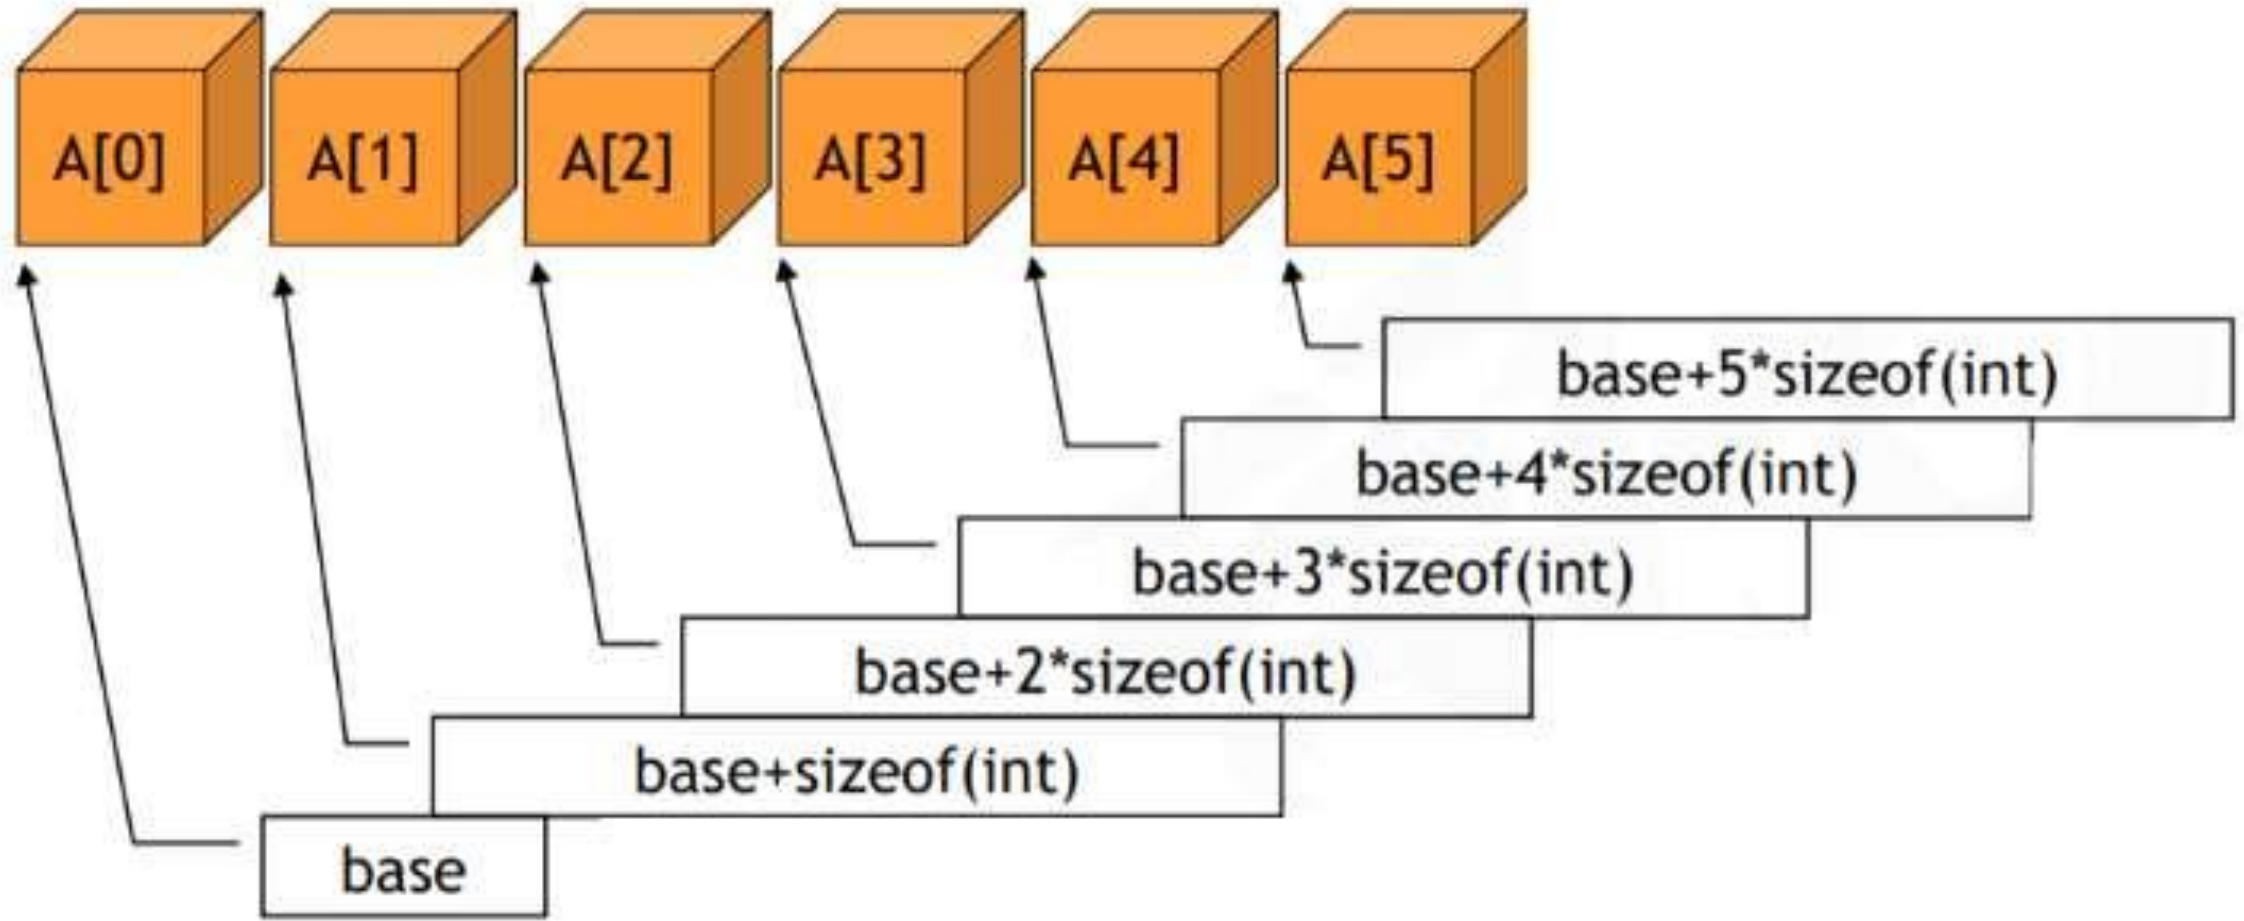 A[0] A[1] A[2] A[3] A[4] A[5]
base+5*sizeof(int)
base+4*sizeof(int)
base+3*sizeof(int)
base+2*sizeof(int)
base+sizeof(int)
base